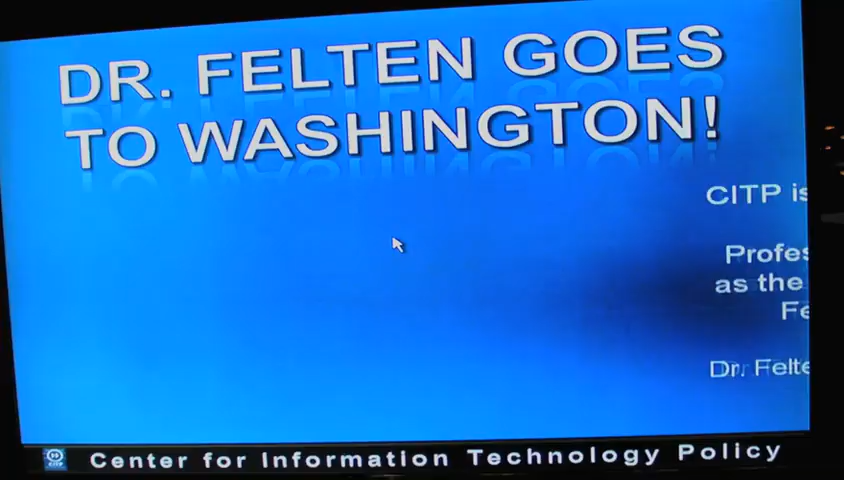 DR. FELTEN GOES
TO WASHINGTON!
CITP is
Profes
as the
Fe
Dr. Felte
CITP
Center for Information Technology Policy